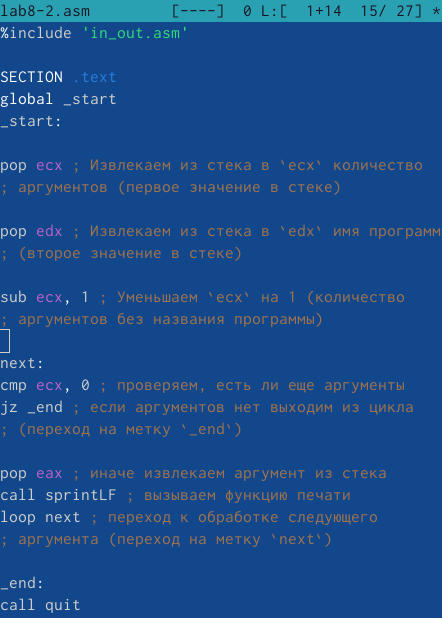 lab8-2.asm [----] 0 L:[ 1+14 15/ 27] *
%include 'in_out.asm'
SECTION .text
global _start
_start:
pop ecx ; Извлекаем из стека в `ecx` количество
; аргументов (первое значение в стеке)
pop edx ; Извлекаем из стека в `edx` имя программ
; (второе значение в стеке)
sub ecx, 1 ; Уменьшаем `ecx` на 1 (количество
; аргументов без названия программы)
next:
cmp ecx, 0 ; проверяем, есть ли еще аргументы
jz _end ; если аргументов нет выходим из цикла
; (переход на метку `_end`)
pop eax ; иначе извлекаем аргумент из стека
call sprintLF ; вызываем функцию печати
loop next ; переход к обработке следующего
; аргумента (переход на метку `next`)
_end:
call quit